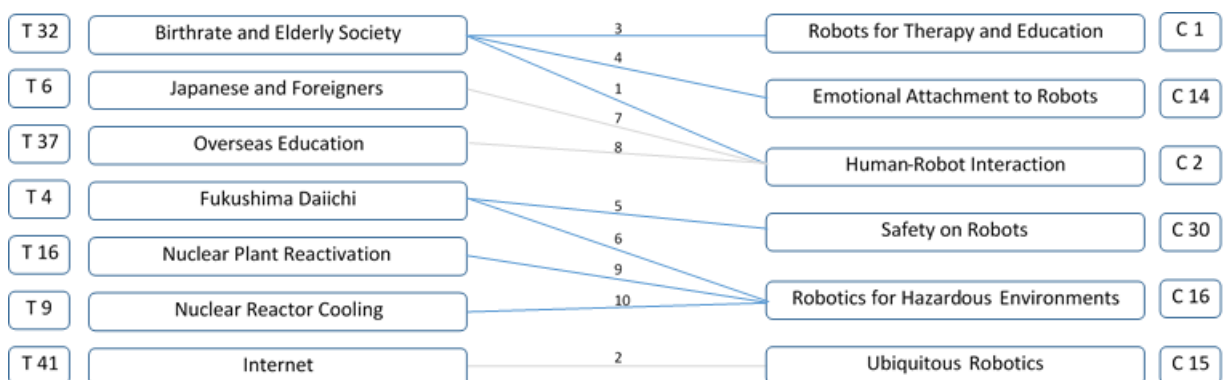 T 32 Birthrate and Elderly Society 3 Robots for Therapy and Education C 1
4
T 6 Japanese and Foreigners 1 Emotional Attachment to Robots C 14
7
T 37 Overseas Education 8 Human-Robot Interaction C 2
T 4 Fukushima Daiichi 5 Safety on Robots C 30
6
T 16 Nuclear Plant Reactivation 9
T 9 Nuclear Reactor Cooling 10 Robotics for Hazardous Environments C 16
T 41 Internet 2 Ubiquitous Robotics C 15